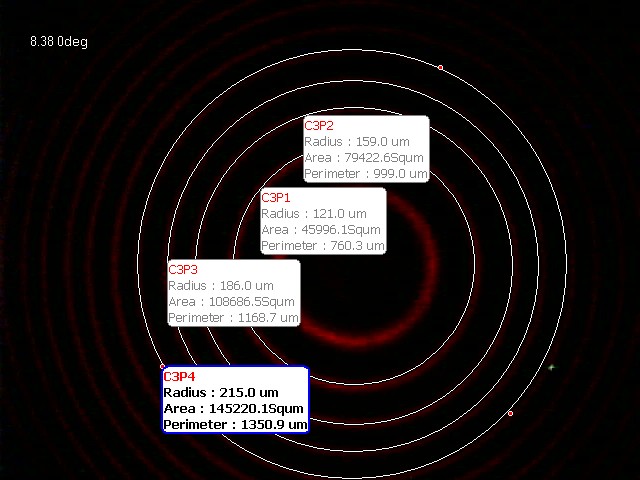 8.38 0deg
C3P2
Radius : 159.0 um
Area : 79422.6Squm
Perimeter : 999.0 um
C3P1
Radius : 121.0 um
Area : 45996.1Squm
Perimeter : 760.3 um
C3P3
Radius : 186.0 um
Area : 108686.5Squm
Perimeter : 1168.7 um
C3P4
Radius : 215.0 um
Area : 145220.1Squm
Perimeter : 1350.9 um